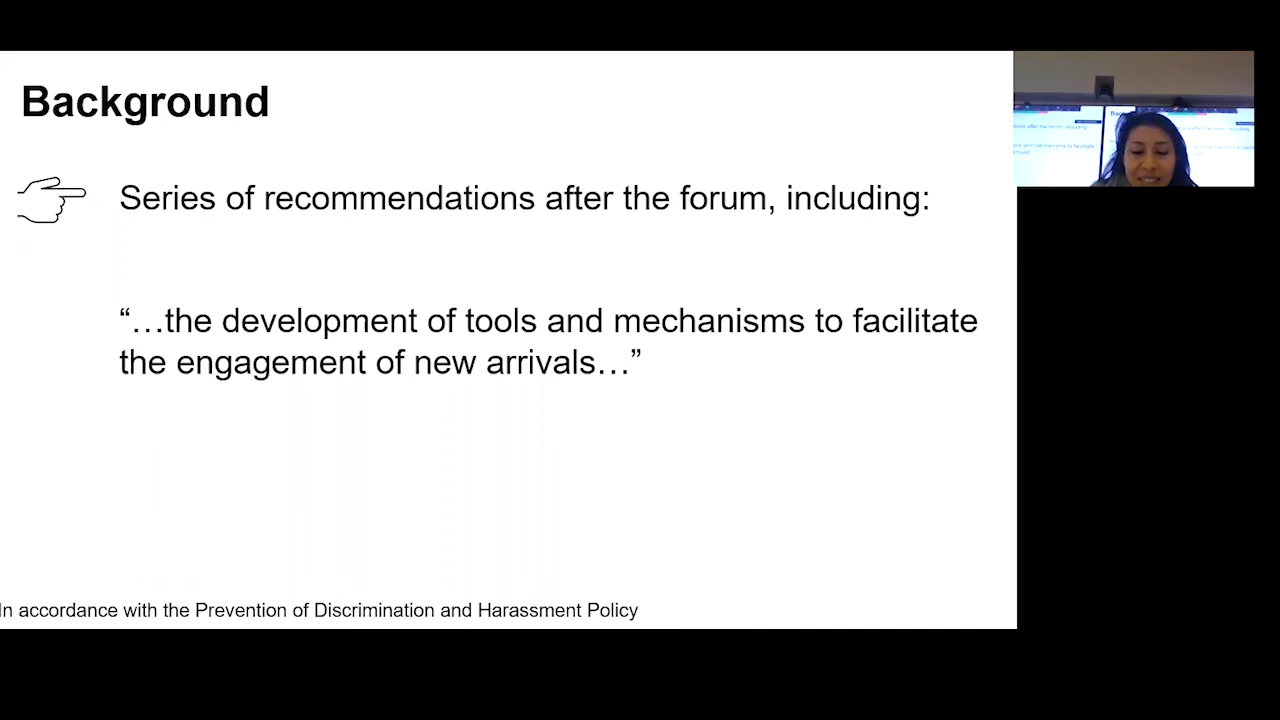 Background
Series of recommendations after the forum, including:
“…the development of tools and mechanisms to facilitate
the engagement of new arrivals…”
In accordance with the Prevention of Discrimination and Harassment Policy